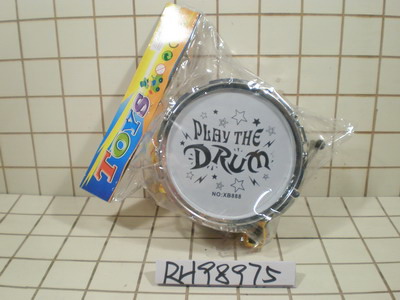 TOYS
PLAY THE
DRUM
NO:XB888
RH98975